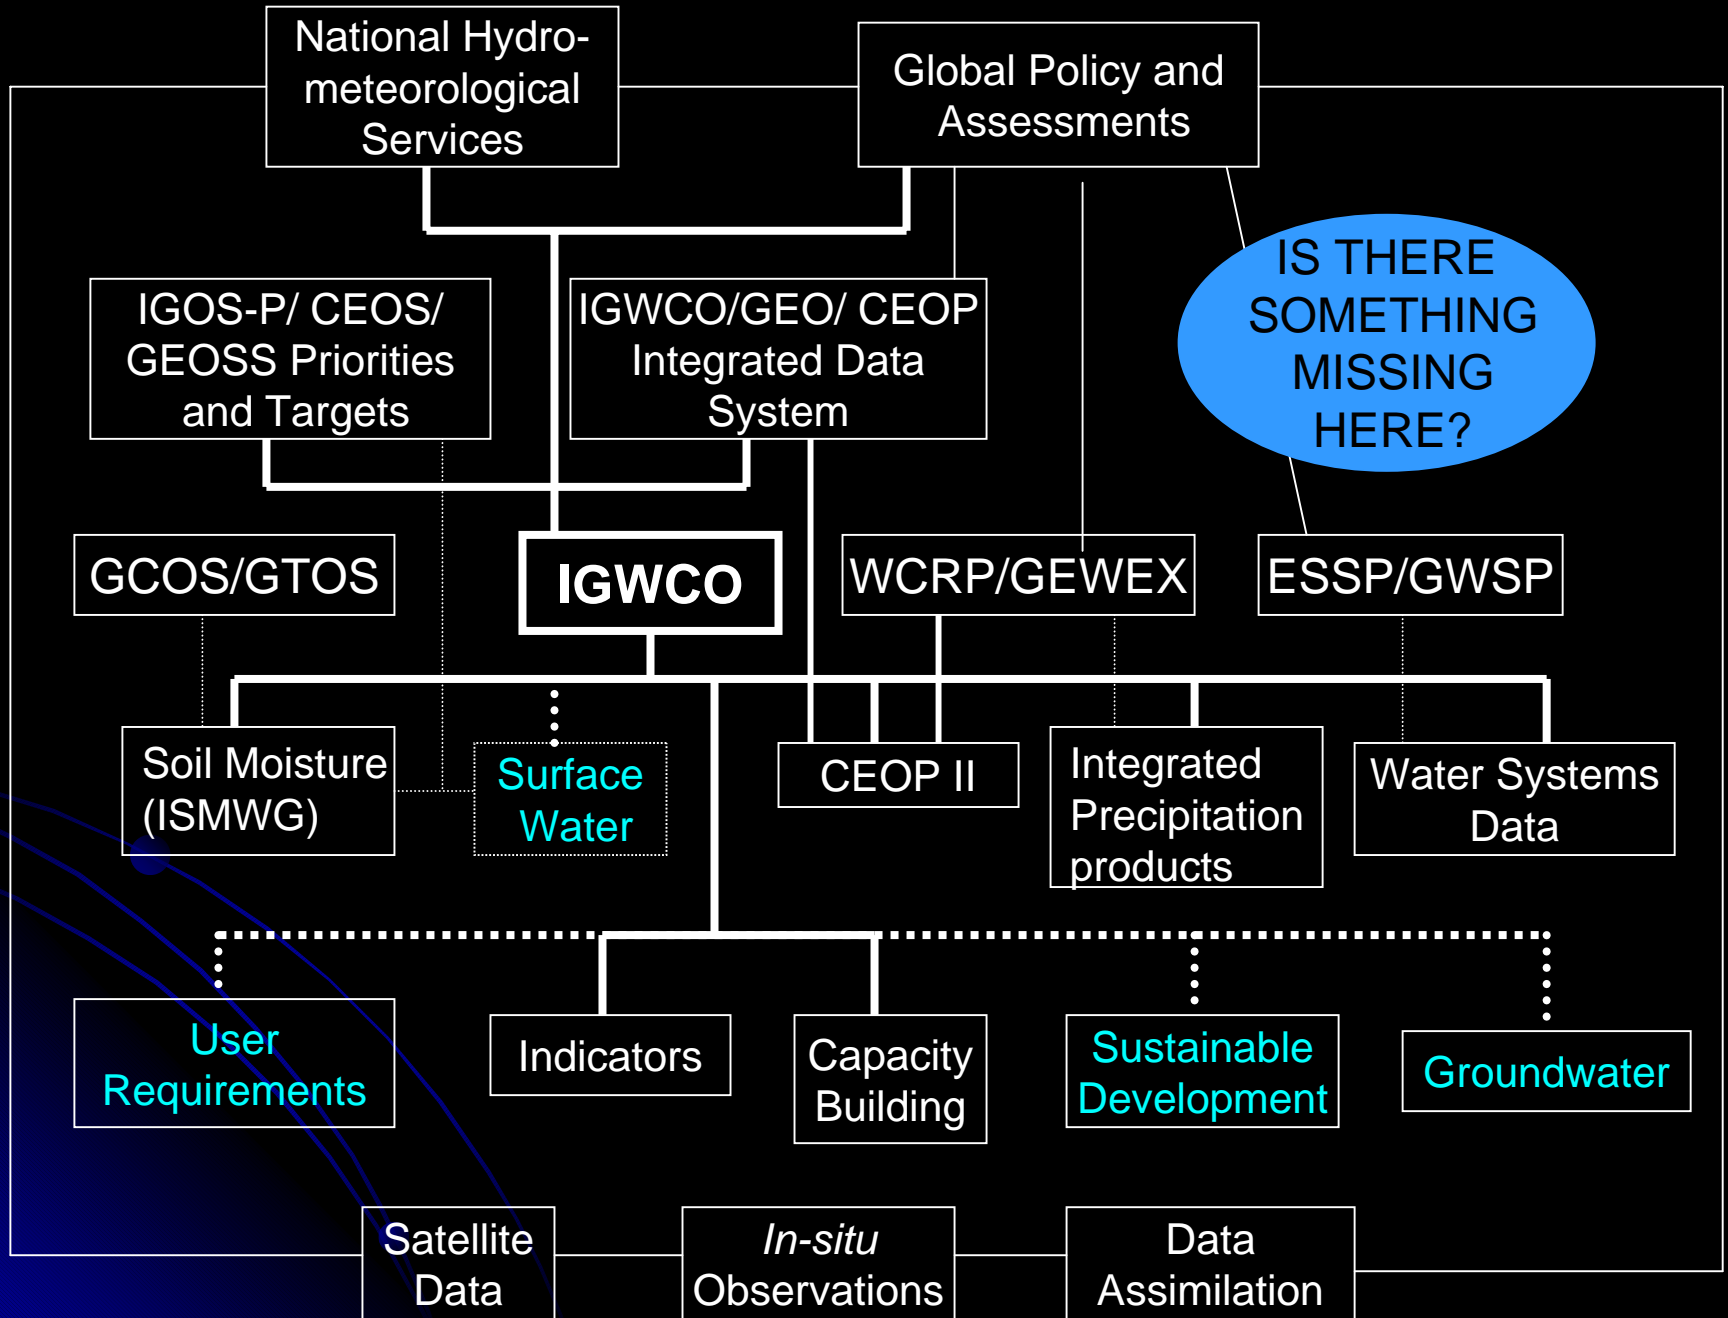 National Hydro-
meteorological
Services
Global Policy and
Assessments
IS THERE
SOMETHING
MISSING
HERE?
IGOS-P/ CEOS/
GEOSS Priorities
and Targets
IGWCO/GEO/ CEOP
Integrated Data
System
GCOS/GTOS
IGWCO
WCRP/GEWEX
ESSP/GWSP
Soil Moisture
(ISMWG)
Surface
Water
CEOP II
Integrated
Precipitation
products
Water Systems
Data
User
Requirements
Indicators
Capacity
Building
Sustainable
Development
Groundwater
Satellite
Data
In-situ
Observations
Data
Assimilation